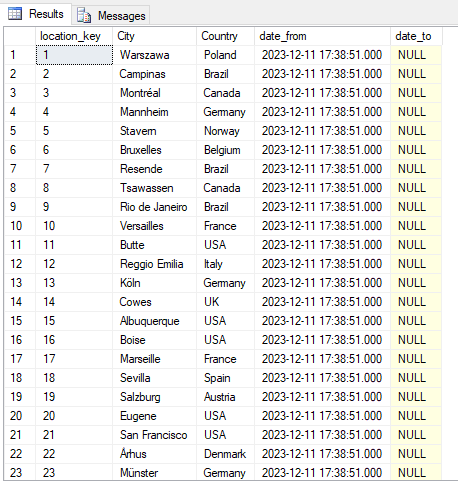 Results Messages
location_key City Country date_from date_to
1 1 Warszawa Poland 2023-12-11 17:38:51.000 NULL
2 2 Campinas Brazil 2023-12-11 17:38:51.000 NULL
3 3 Montréal Canada 2023-12-11 17:38:51.000 NULL
4 4 Mannheim Germany 2023-12-11 17:38:51.000 NULL
5 5 Stavern Norway 2023-12-11 17:38:51.000 NULL
6 6 Bruxelles Belgium 2023-12-11 17:38:51.000 NULL
7 7 Resende Brazil 2023-12-11 17:38:51.000 NULL
8 8 Tsawassen Canada 2023-12-11 17:38:51.000 NULL
9 9 Rio de Janeiro Brazil 2023-12-11 17:38:51.000 NULL
10 10 Versailles France 2023-12-11 17:38:51.000 NULL
11 11 Butte USA 2023-12-11 17:38:51.000 NULL
12 12 Reggio Emilia Italy 2023-12-11 17:38:51.000 NULL
13 13 Köln Germany 2023-12-11 17:38:51.000 NULL
14 14 Cowes UK 2023-12-11 17:38:51.000 NULL
15 15 Albuquerque USA 2023-12-11 17:38:51.000 NULL
16 16 Boise USA 2023-12-11 17:38:51.000 NULL
17 17 Marseille France 2023-12-11 17:38:51.000 NULL
18 18 Sevilla Spain 2023-12-11 17:38:51.000 NULL
19 19 Salzburg Austria 2023-12-11 17:38:51.000 NULL
20 20 Eugene USA 2023-12-11 17:38:51.000 NULL
21 21 San Francisco USA 2023-12-11 17:38:51.000 NULL
22 22 Århus Denmark 2023-12-11 17:38:51.000 NULL
23 23 Münster Germany 2023-12-11 17:38:51.000 NULL